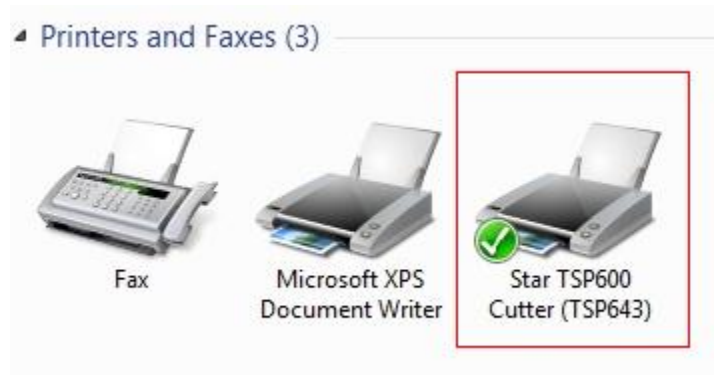 Printers and Faxes (3)
Fax
Microsoft XPS
Document Writer
Star TSP600
Cutter (TSP643)